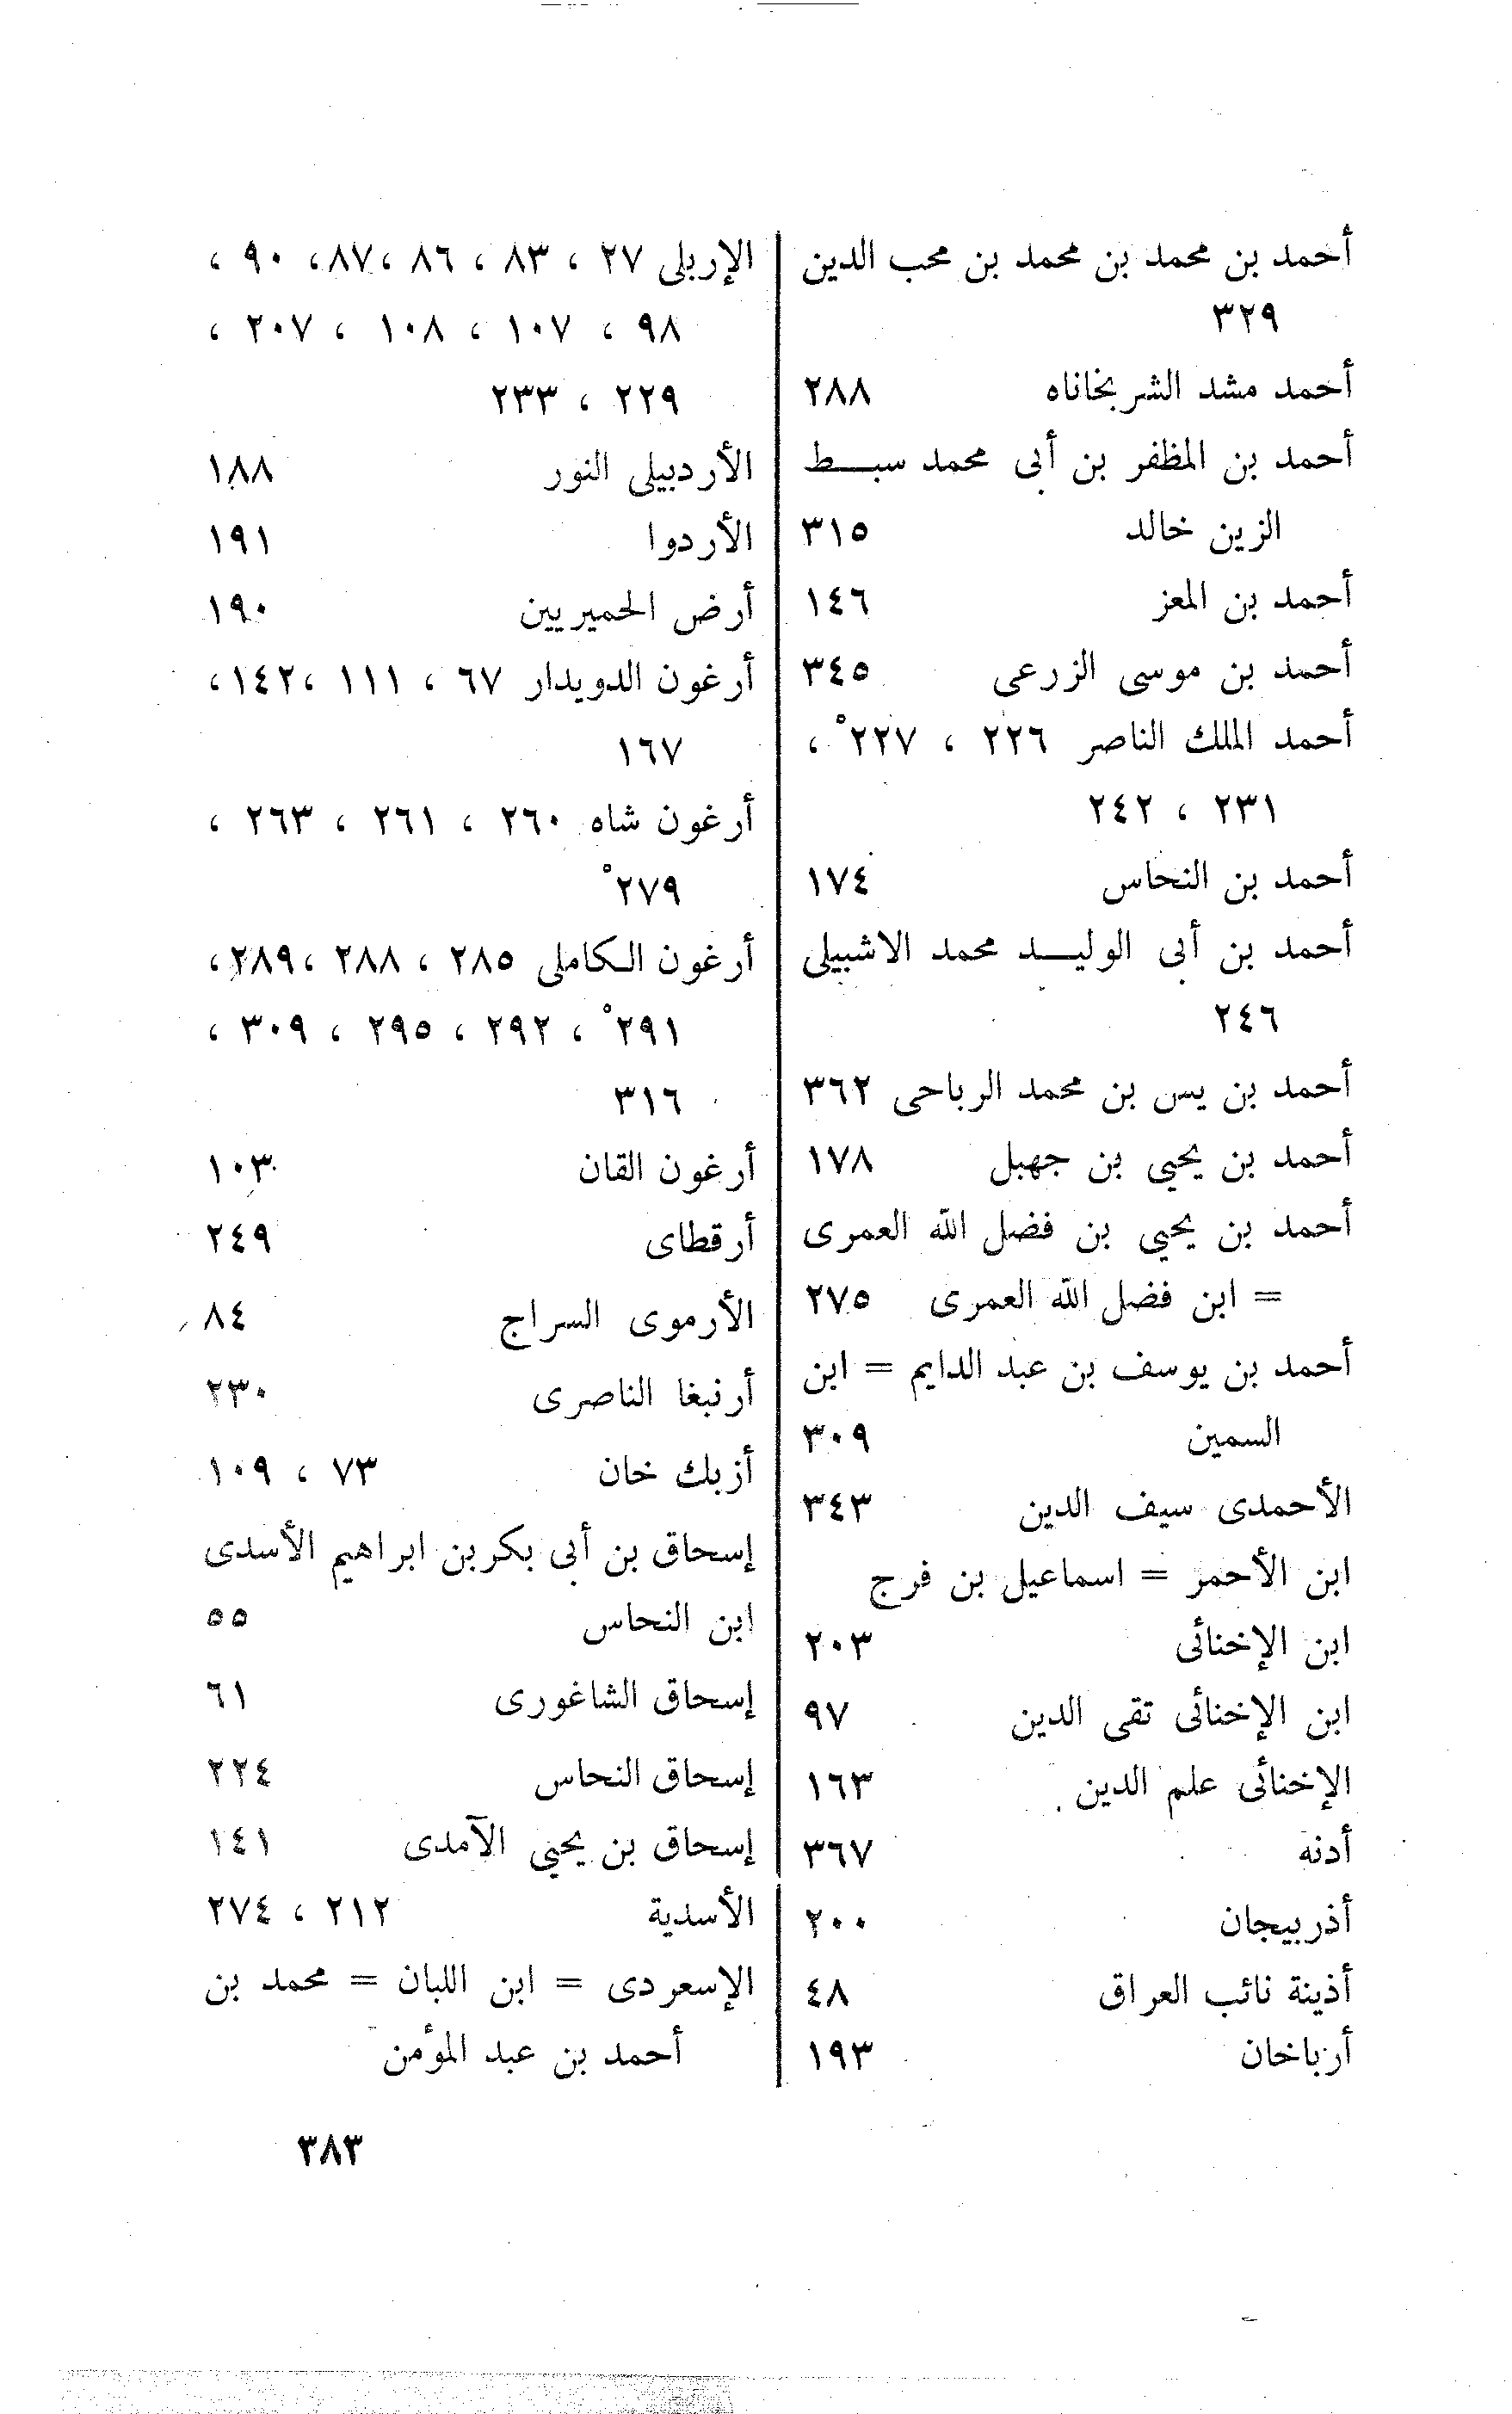 أحمد بن محمد بن محمد بن محب الدين
٣٢٩
أحمد مشد الشربخاناه ٢٨٨
أحمد بن المظفر بن أبى محمد سبـــط
الزين خالد ٣١٥
أحمد بن المعز ١٤٦
أحمد بن موسى الزرعى ٣٤٥
أحمد الملك الناصر ٢٢٦ ، ٢٢٧° ،
٢٣١ ، ٢٤٢
أحمد بن النحاس ١٧٤
أحمد بن أبى الوليـــد محمد الاشبيلى
٢٤٦
أحمد بن يس بن محمد الرباحى ٣٦٢
أحمد بن يحيى بن جهبل ١٧٨
أحمد بن يحيى بن فضل الله العمرى
= ابن فضل الله العمرى ٢٧٥
أحمد بن يوسف بن عبد الدايم = ابن
السمين ٣٠٩
الأحمدى سيف الدين ٣٤٣
ابن الأحمر = اسماعيل بن فرج
ابن الإخنائى ٢٠٣
ابن الإخنائى تقى الدين ٩٧
الإخنائى علم الدين ١٦٣
أدنه ٣٦٧
أذربيجان ٢٠٠
أذينة نائب العراق ٤٨
أرباخان ١٩٣
الإربلى ٢٧ ، ٨٣ ، ٨٦ ،٨٧، ٩٠ ،
٩٨ ، ١٠٧ ، ١٠٨ ، ٢٠٧ ،
٢٢٩ ، ٢٣٣
الأردبيلى النور ١٨٨
الأردوا ١٩١
أرض الحميريين ١٩٠
أرغون الدويدار ٦٧ ، ١١١ ،١٤٢،
١٦٧
أرغون شاه ٢٦٠ ، ٢٦١ ، ٢٦٣ ،
٢٧٩°
أرغون الكاملى ٢٨٥ ، ٢٨٨ ،٢٨٩،
٢٩١° ، ٢٩٢ ، ٢٩٥ ، ٣٠٩ ،
٣١٦
أرغون القان ١٠٣
أرقطاى ٢٤٩
الأرموى السراج ٨٤
أرنبغا الناصرى ٢٣٠
أزبك خان ٧٣ ، ١٠٩
إسحاق بن أبى بكر بن ابراهيم الأسدى
ابن النحاس ٥٥
إسحاق الشاغورى ٦١
إسحاق النحاس ٢٢٤
إسحاق بن يحيى الآمدى ١٤١
الأسدية ٢١٢ ، ٢٧٤
الإسعردى = ابن اللبان = محمد بن
أحمد بن عبد المؤمن
٣٨٣